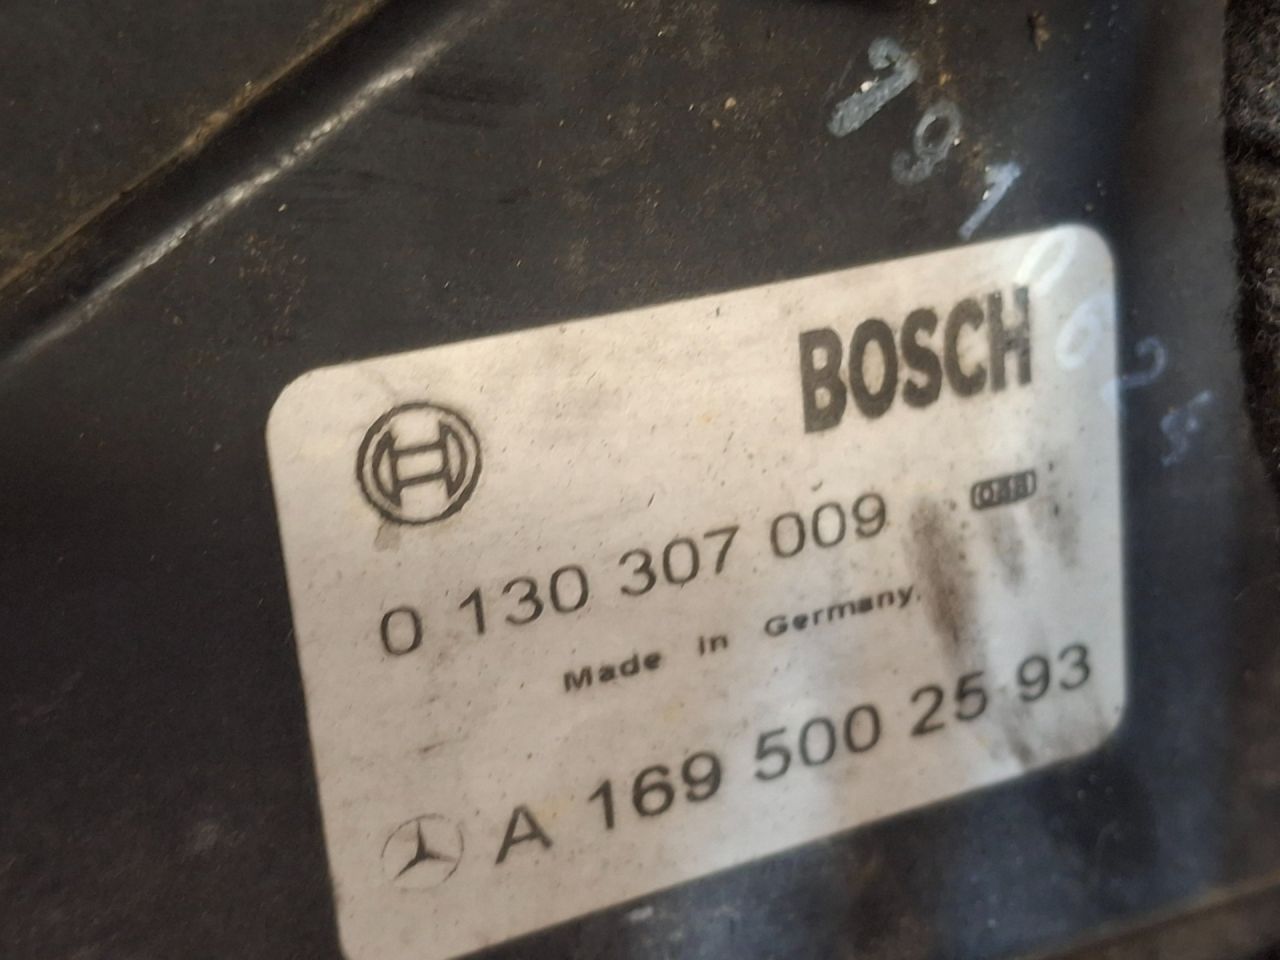 BOSCH
0 130 307 009
Made in Germany.
A 169 500 25 93